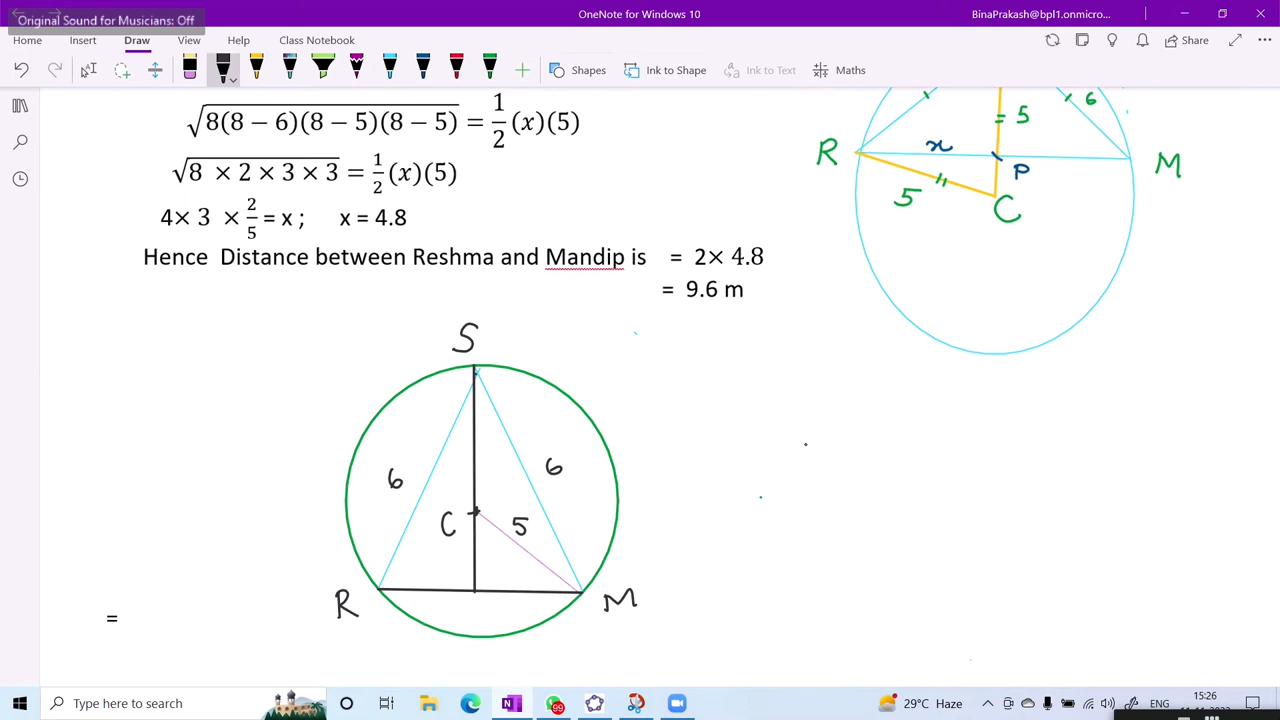 Original Sound for Musicians: Off
OneNote for Windows 10
BinaPrakash@bpl1.onmicro...
Home Insert Draw View Help Class Notebook
Share
Shapes Ink to Shape Ink to Text Maths
√8(8 − 6)(8 − 5)(8 − 5) = 1/2 (x)(5)
√8 × 2 × 3 × 3 = 1/2 (x)(5)
4× 3 × 2/5 = x ; x = 4.8
Hence Distance between Reshma and Mandip is = 2× 4.8
= 9.6 m
6
= 5
R x M
P
5
C
S
6 6
C 5
R M
=
Type here to search
99
29°C Haze
ENG
15:26